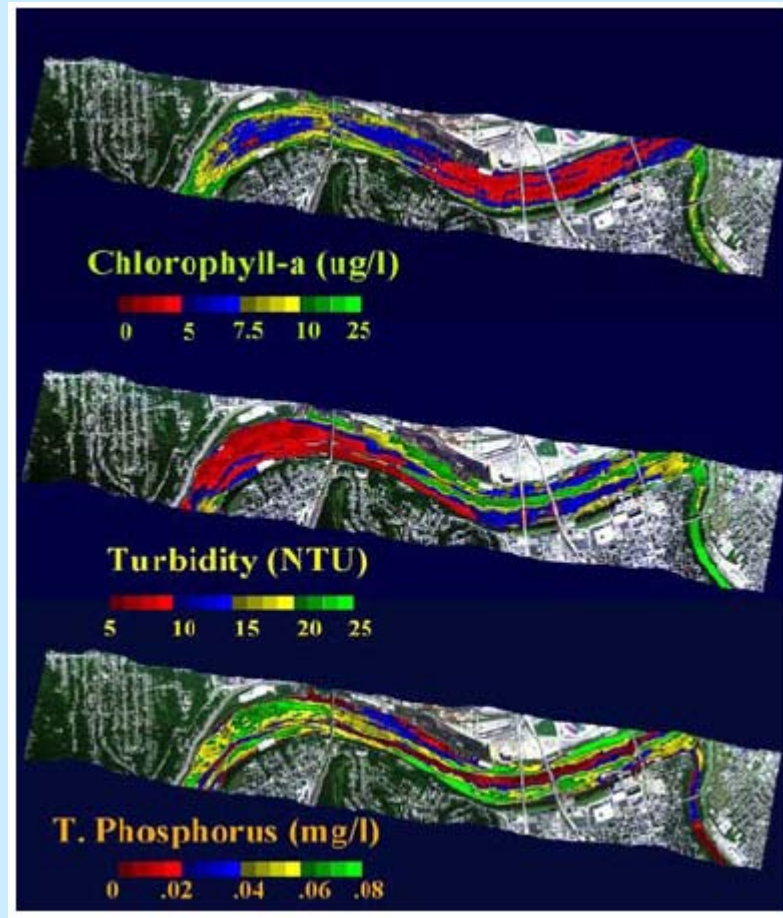 Chlorophyll-a (ug/l)
0 5 7.5 10 25
Turbidity (NTU)
5 10 15 20 25
T. Phosphorus (mg/l)
0 .02 .04 .06 .08